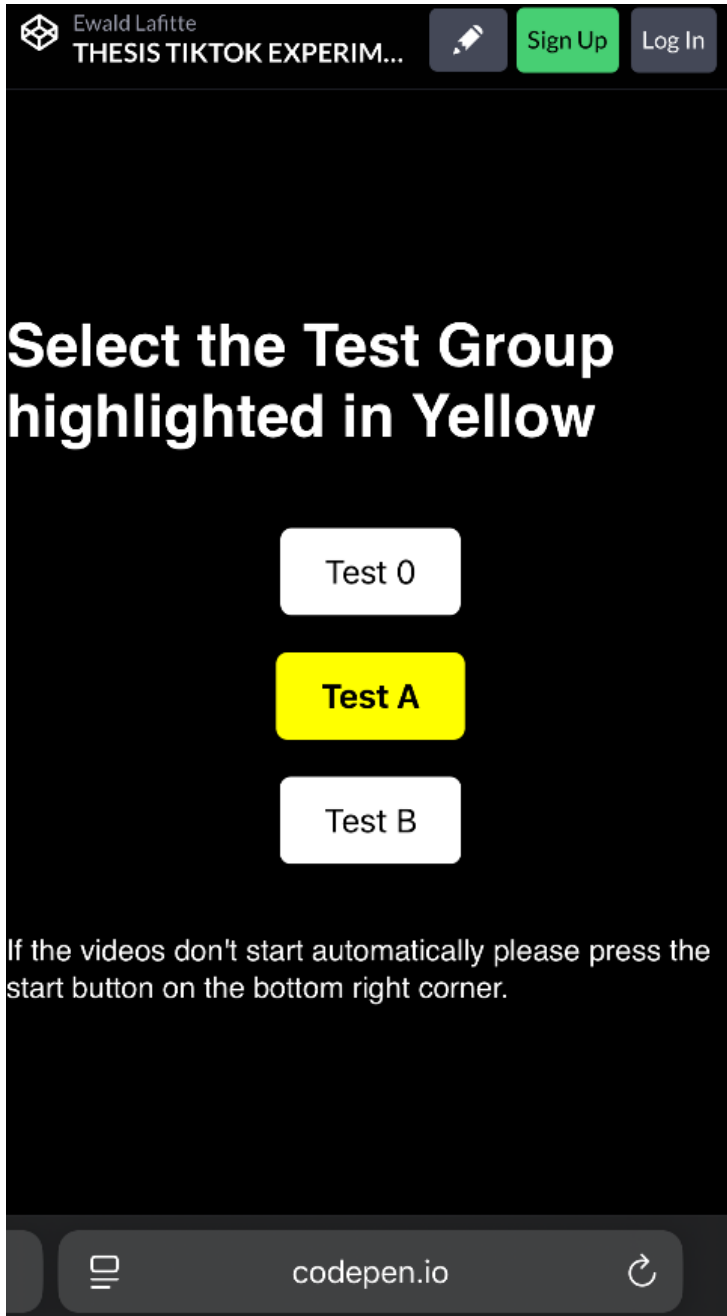 Ewald Lafitte
THESIS TIKTOK EXPERIM...
Sign Up
Log In
Select the Test Group
highlighted in Yellow
Test 0
Test A
Test B
If the videos don't start automatically please press the
start button on the bottom right corner.
codepen.io